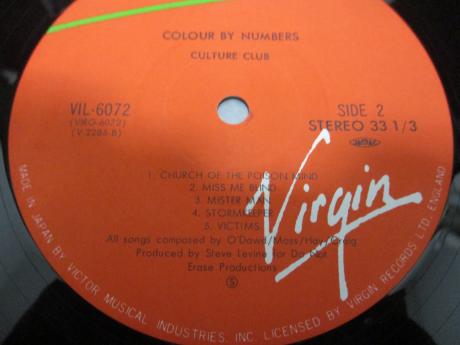 COLOUR BY NUMBERS
CULTURE CLUB
VIL-6072
(VIRG-6072)
(V-2285-B)
SIDE 2
STEREO 33 1/3
1. CHURCH OF THE POISON MIND
2. MISS ME BLIND
3. MISTER MAN
4. STORMKEEPER
5. VICTIMS
All songs composed by O'Dowd/Moss/Hay/Craig
Produced by Steve Levine for Do Not
Erase Productions
S
Virgin
MADE IN JAPAN BY VICTOR MUSICAL INDUSTRIES, INC. LICENSED BY VIRGIN RECORDS LTD. ENGLAND